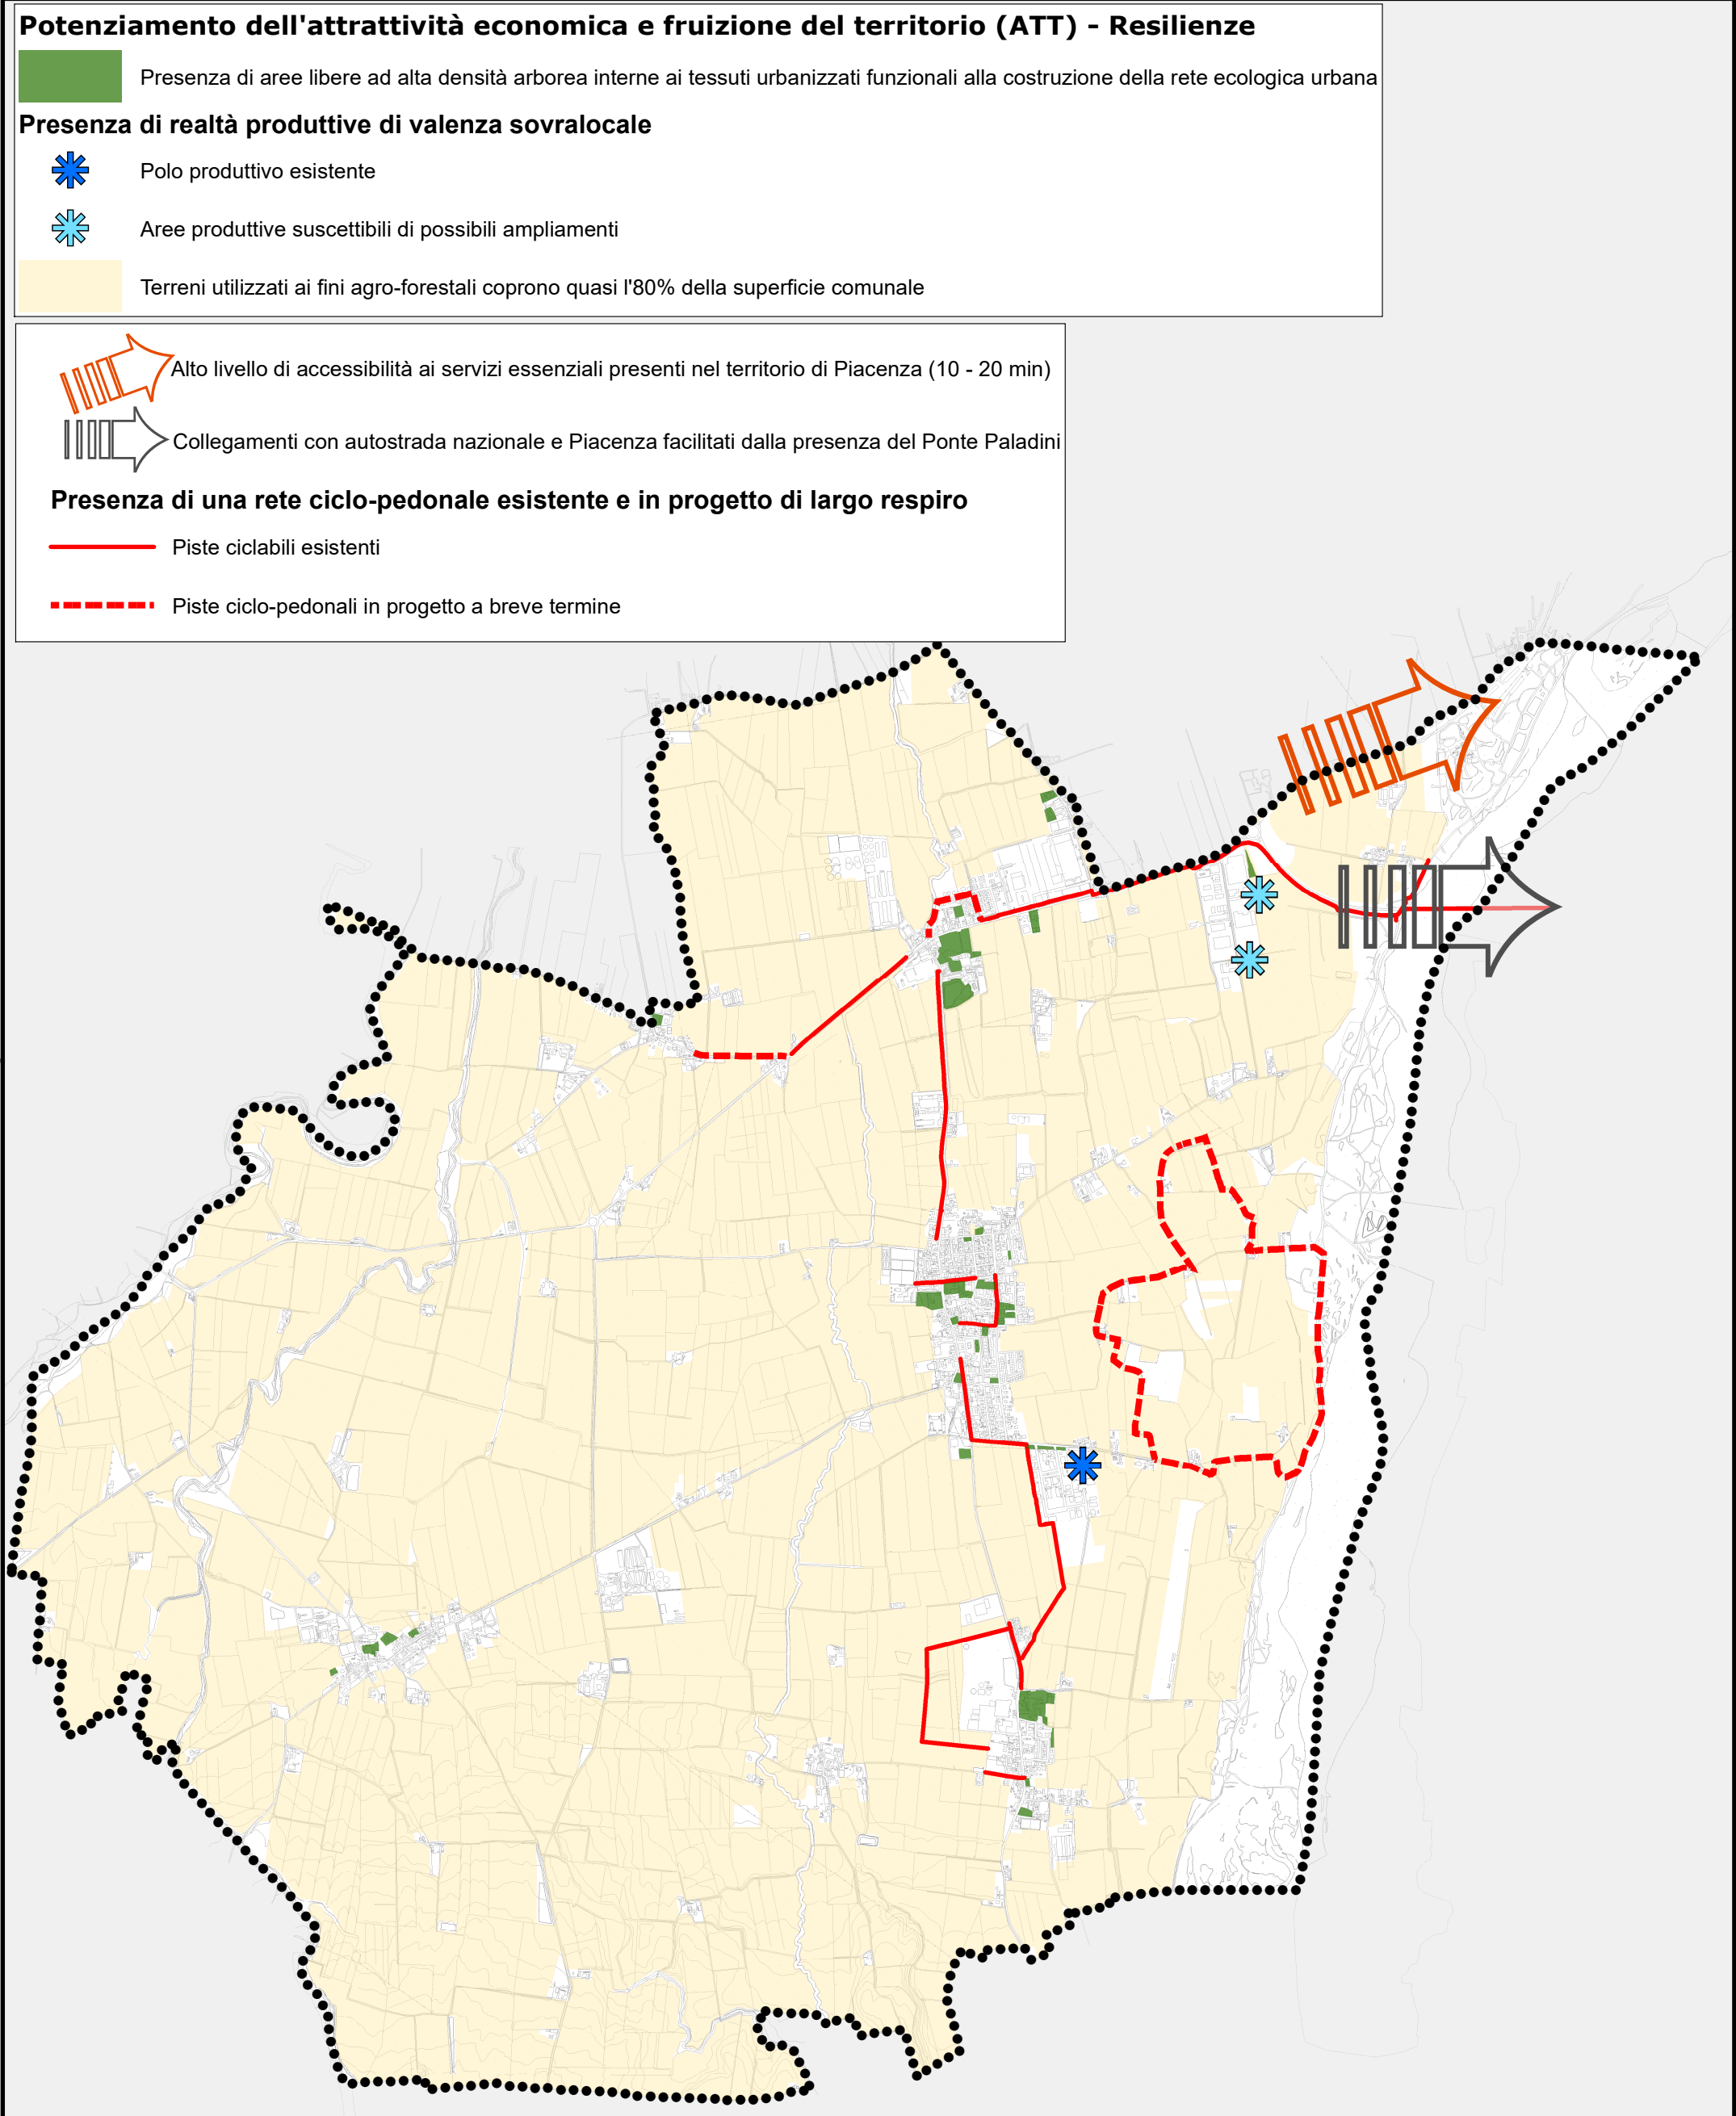 Potenziamento dell'attrattività economica e fruizione del territorio (ATT) - Resilienze
Presenza di aree libere ad alta densità arborea interne ai tessuti urbanizzati funzionali alla costruzione della rete ecologica urbana
Presenza di realtà produttive di valenza sovralocale
Polo produttivo esistente
Aree produttive suscettibili di possibili ampliamenti
Terreni utilizzati ai fini agro-forestali coprono quasi l'80% della superficie comunale
Alto livello di accessibilità ai servizi essenziali presenti nel territorio di Piacenza (10 - 20 min)
Collegamenti con autostrada nazionale e Piacenza facilitati dalla presenza del Ponte Paladini
Presenza di una rete ciclo-pedonale esistente e in progetto di largo respiro
Piste ciclabili esistenti
Piste ciclo-pedonali in progetto a breve termine